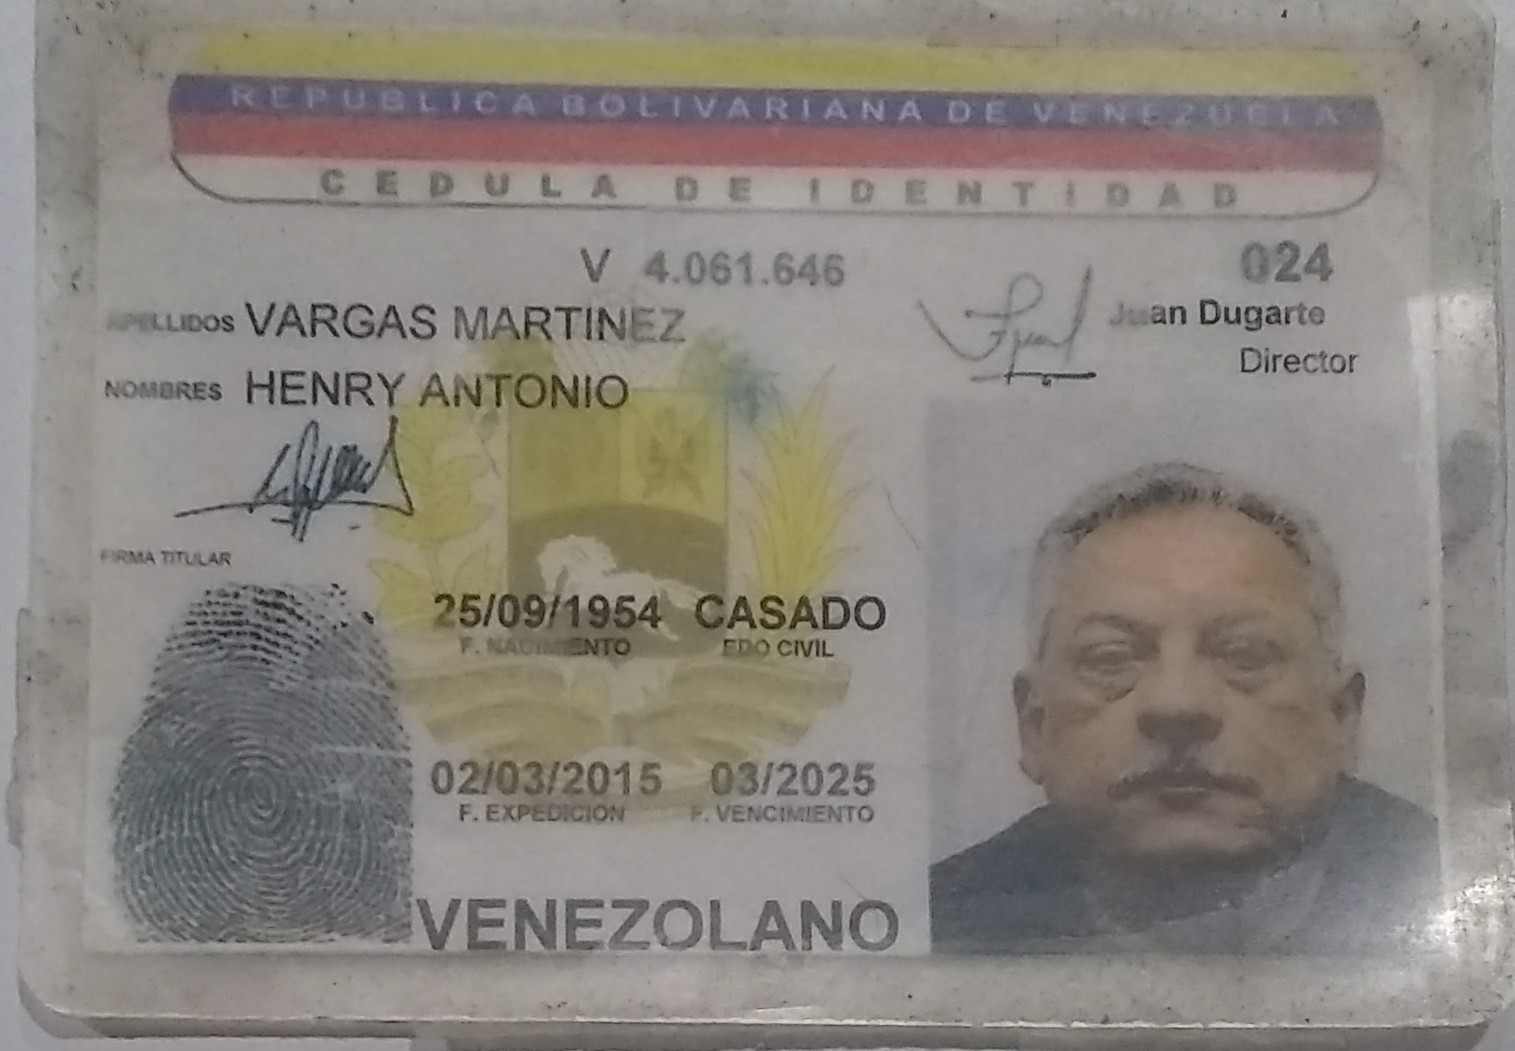 REPUBLICA BOLIVARIANA DE VENEZUELA
CEDULA DE IDENTIDAD
V 4.061.646
024
APELLIDOS VARGAS MARTINEZ
Juan Dugarte
Director
NOMBRES HENRY ANTONIO
FIRMA TITULAR
25/09/1954 CASADO
F. NACIMIENTO EDO CIVIL
02/03/2015 03/2025
F. EXPEDICION F. VENCIMIENTO
VENEZOLANO